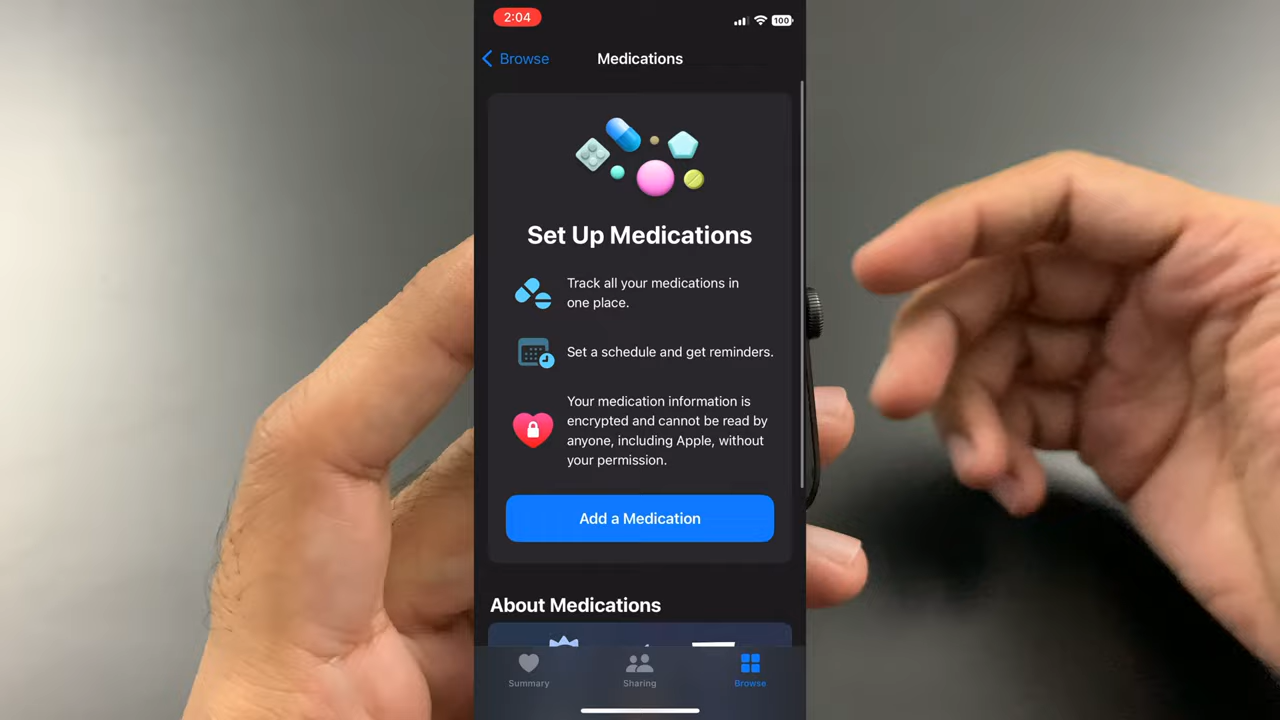 2:04
100
Browse
Medications
Set Up Medications
Track all your medications in
one place.
Set a schedule and get reminders.
Your medication information is
encrypted and cannot be read by
anyone, including Apple, without
your permission.
Add a Medication
About Medications
Summary
Sharing
Browse